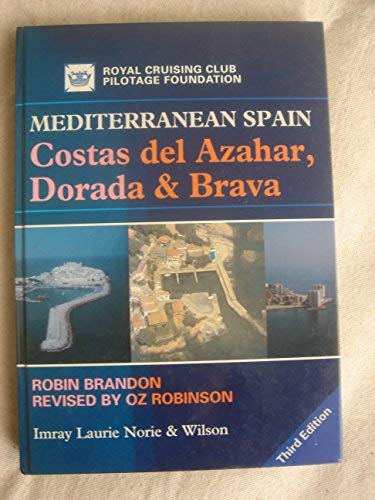 ROYAL CRUISING CLUB
PILOTAGE FOUNDATION
MEDITERRANEAN SPAIN
Costas del Azahar,
Dorada & Brava
ROBIN BRANDON
REVISED BY OZ ROBINSON
Imray Laurie Norie & Wilson
Third Edition